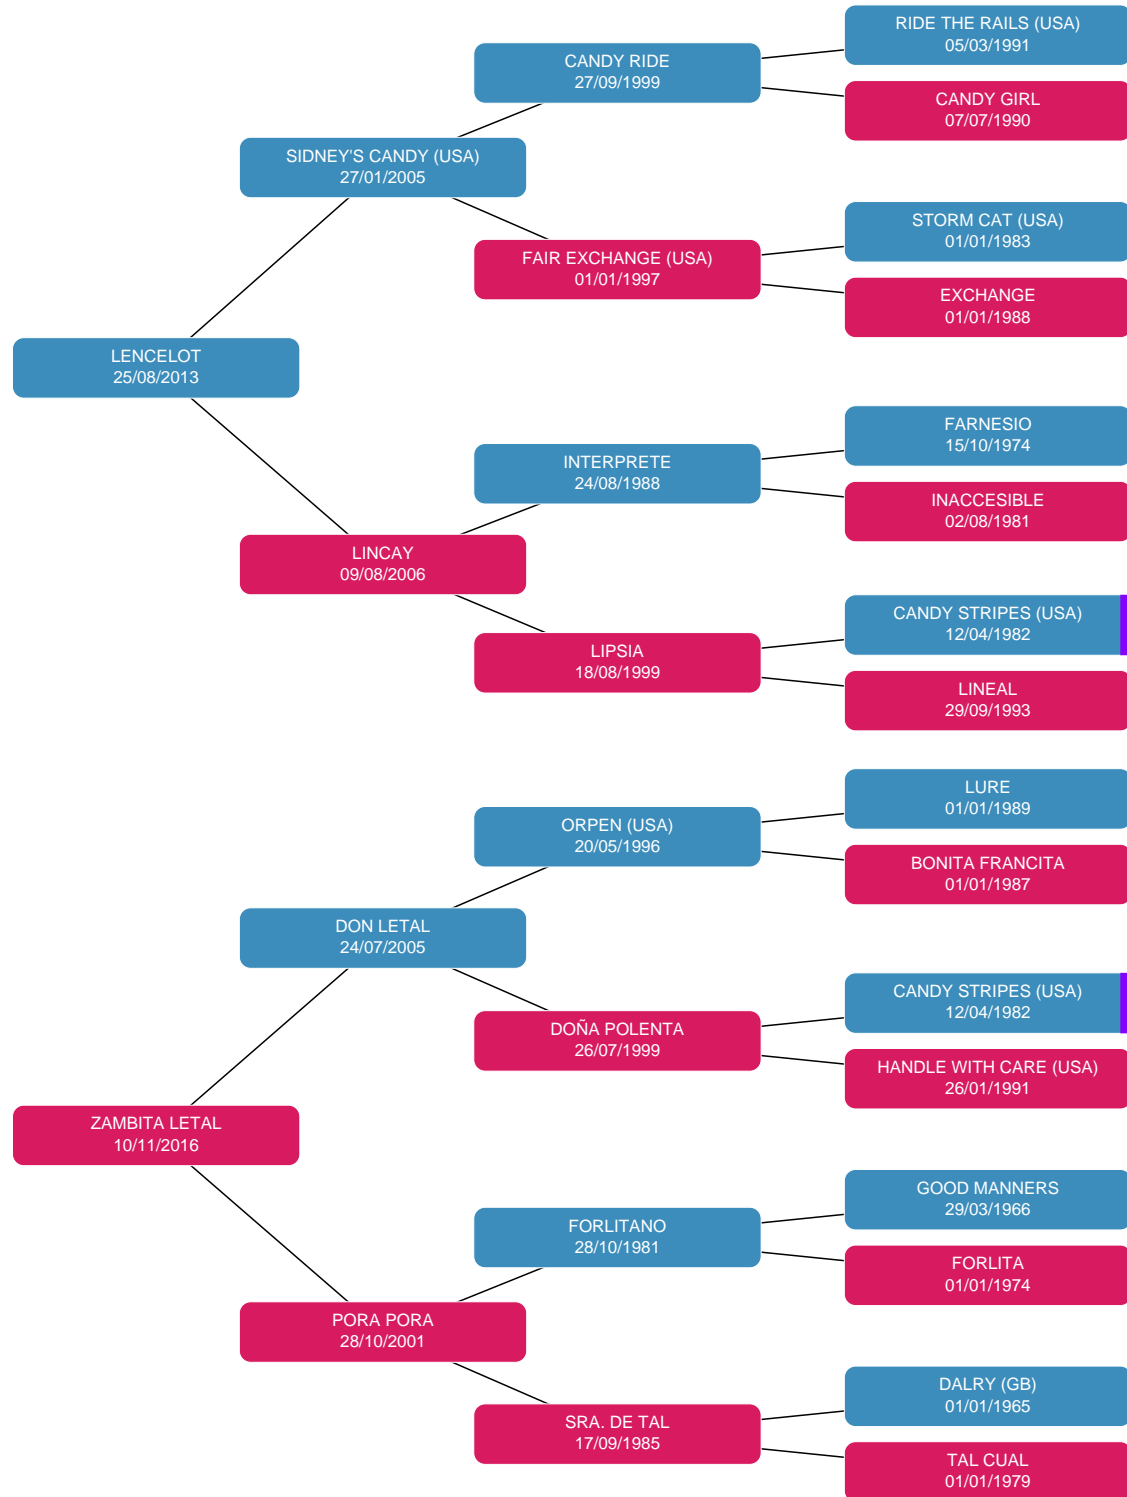 RIDE THE RAILS (USA)
05/03/1991
CANDY RIDE
27/09/1999
CANDY GIRL
07/07/1990
SIDNEY'S CANDY (USA)
27/01/2005
STORM CAT (USA)
01/01/1983
FAIR EXCHANGE (USA)
01/01/1997
EXCHANGE
01/01/1988
LENCELOT
25/08/2013
FARNESIO
15/10/1974
INTERPRETE
24/08/1988
INACCESIBLE
02/08/1981
LINCAY
09/08/2006
CANDY STRIPES (USA)
12/04/1982
LIPSIA
18/08/1999
LINEAL
29/09/1993
LURE
01/01/1989
ORPEN (USA)
20/05/1996
BONITA FRANCITA
01/01/1987
DON LETAL
24/07/2005
CANDY STRIPES (USA)
12/04/1982
DOÑA POLENTA
26/07/1999
HANDLE WITH CARE (USA)
26/01/1991
ZAMBITA LETAL
10/11/2016
GOOD MANNERS
29/03/1966
FORLITANO
28/10/1981
FORLITA
01/01/1974
PORA PORA
28/10/2001
DALRY (GB)
01/01/1965
SRA. DE TAL
17/09/1985
TAL CUAL
01/01/1979